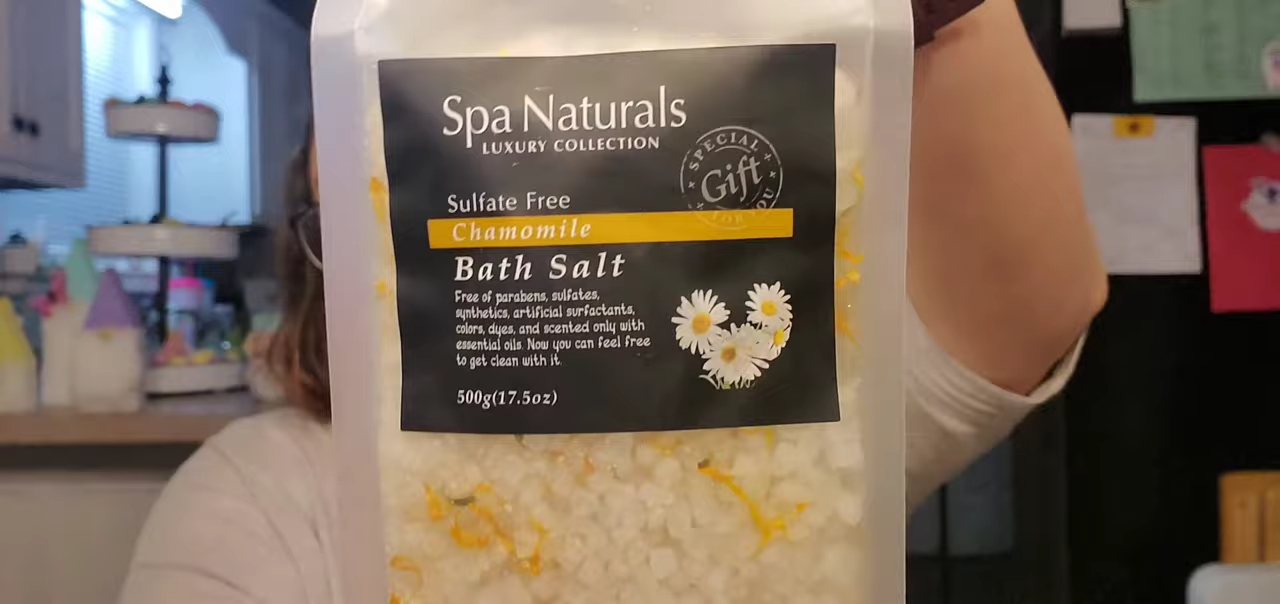 Spa Naturals
LUXURY COLLECTION
SPECIAL
Gift
FOR YOU
Sulfate Free
Chamomile
Bath Salt
Free of parabens, sulfates,
synthetics, artificial surfactants,
colors, dyes, and scented only with
essential oils. Now you can feel free
to get clean with it.
500g(17.5oz)